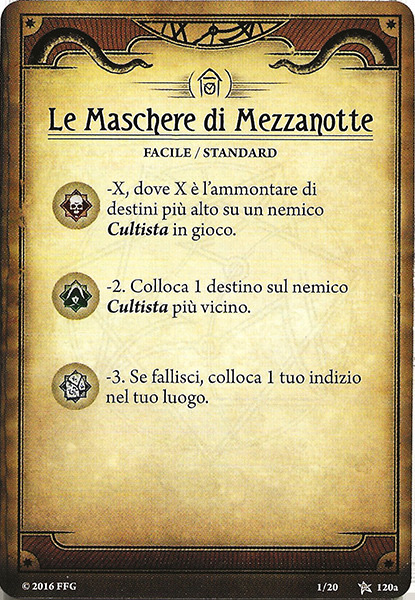 Le Maschere di Mezzanotte
FACILE / STANDARD
-X, dove X è l'ammontare di
destini più alto su un nemico
Cultista in gioco.
-2. Colloca 1 destino sul nemico
Cultista più vicino.
-3. Se fallisci, colloca 1 tuo indizio
nel tuo luogo.
© 2016 FFG 1/20 120a